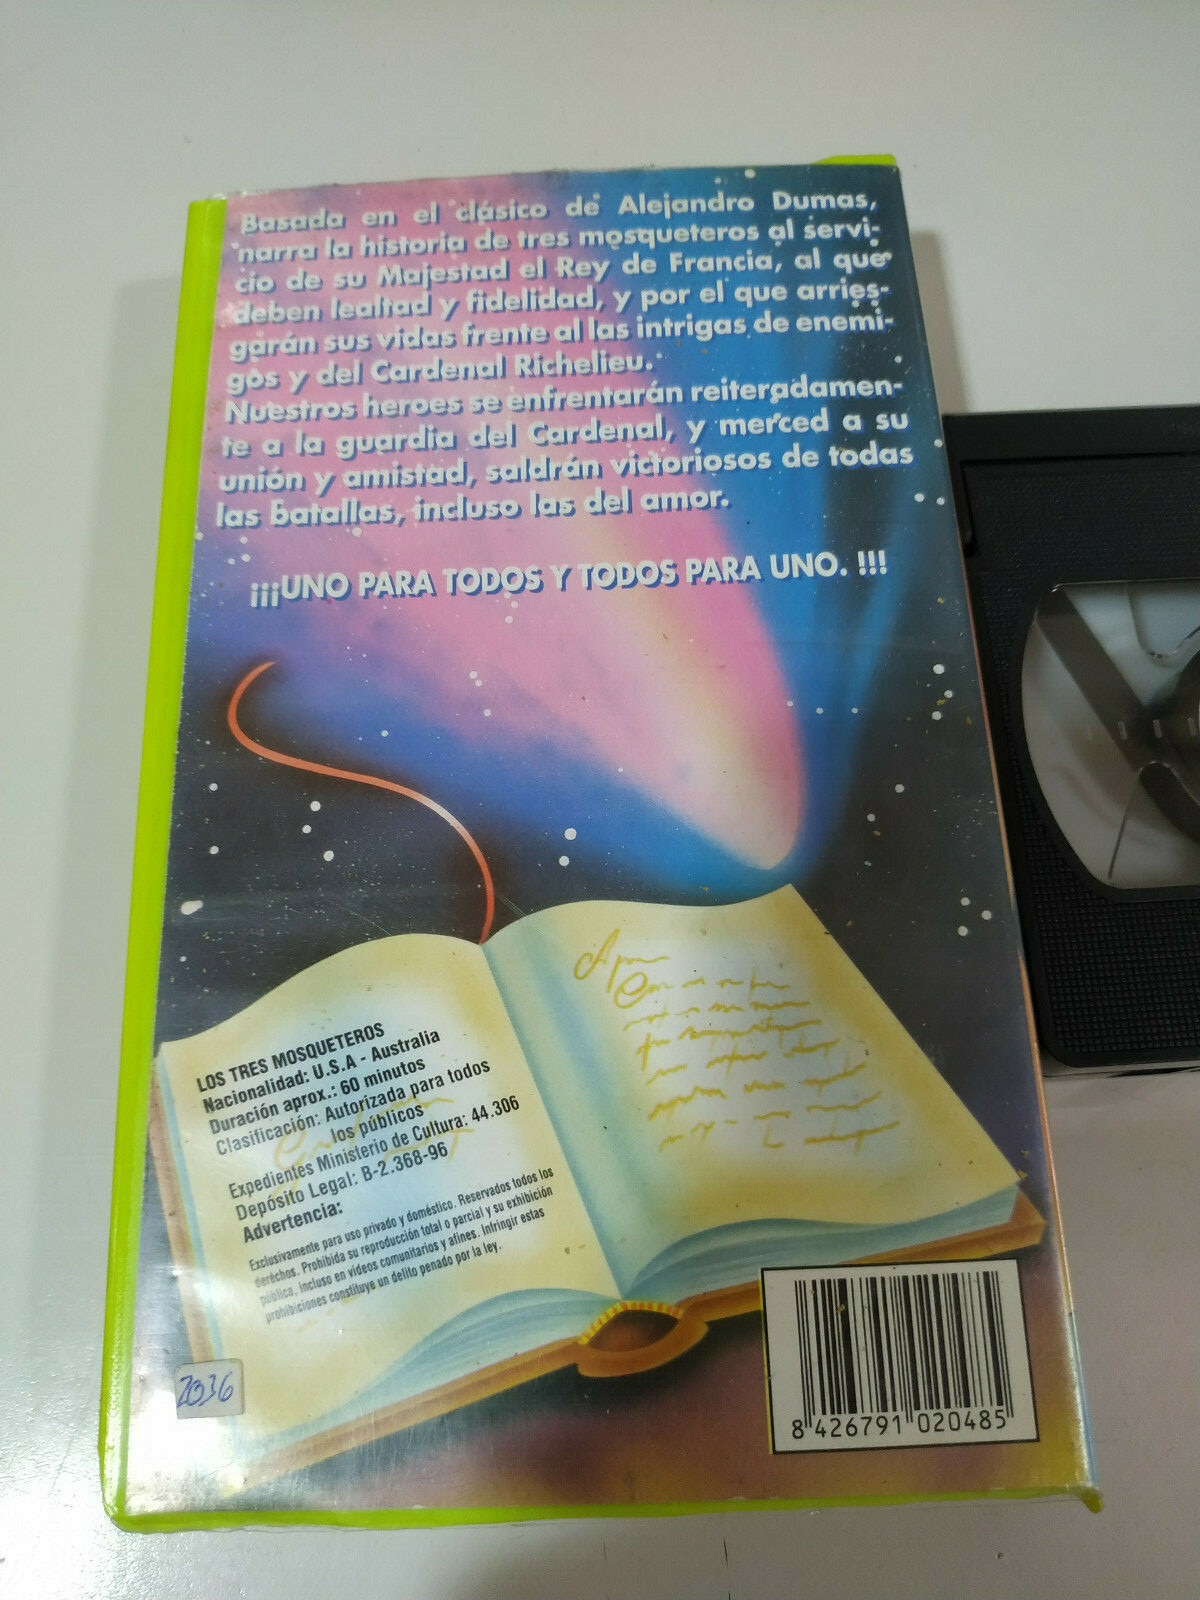 Basada en el clásico de Alejandro Dumas,
narra la historia de tres mosqueteros al servi-
cio de su Majestad el Rey de Francia, al que
deben lealtad y fidelidad, y por el que arries-
garán sus vidas frente al las intrigas de enemi-
gos y del Cardenal Richelieu.
Nuestros heroes se enfrentarán reiteradamen-
te a la guardia del Cardenal, y merced a su
unión y amistad, saldrán victoriosos de todas
las batallas, incluso las del amor.
¡¡¡UNO PARA TODOS Y TODOS PARA UNO. !!!
LOS TRES MOSQUETEROS
Nacionalidad: U.S.A - Australia
Duración aprox.: 60 minutos
Clasificación: Autorizada para todos
los públicos
Expedientes Ministerio de Cultura: 44.306
Depósito Legal: B-2.368-96
Advertencia:
Exclusivamente para uso privado y doméstico. Reservados todos los
deréchos. Prohibida su reproducción total o parcial y su exhibición
pública, incluso en videos comunitarios y afines. Infringir estas
prohibiciones constituye un delito penado por la ley.
2036
8 426791 020485